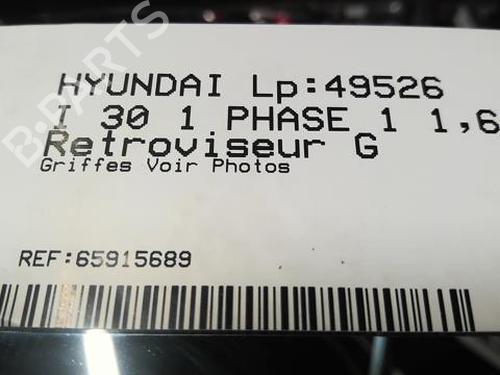 HYUNDAI Lp:49526
I 30 1 PHASE 1 1,6
Retroviseur G
Griffes Voir Photos
REF:65915689
B-PARTS